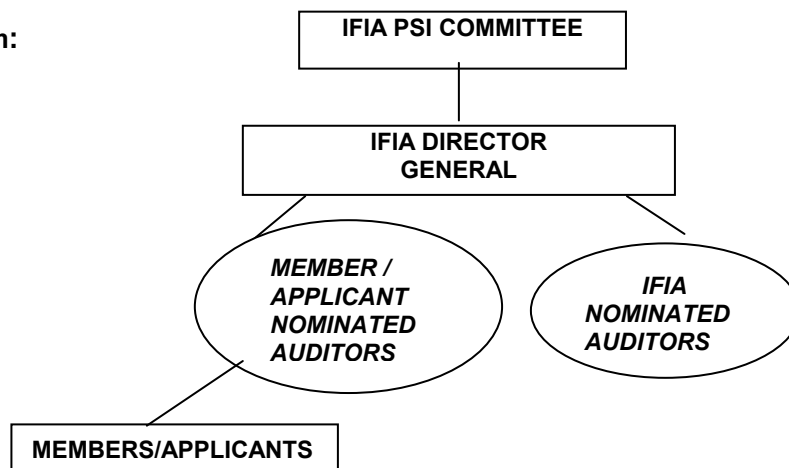 n:
IFIA PSI COMMITTEE
IFIA DIRECTOR
GENERAL
MEMBER /
APPLICANT
NOMINATED
AUDITORS
IFIA
NOMINATED
AUDITORS
MEMBERS/APPLICANTS